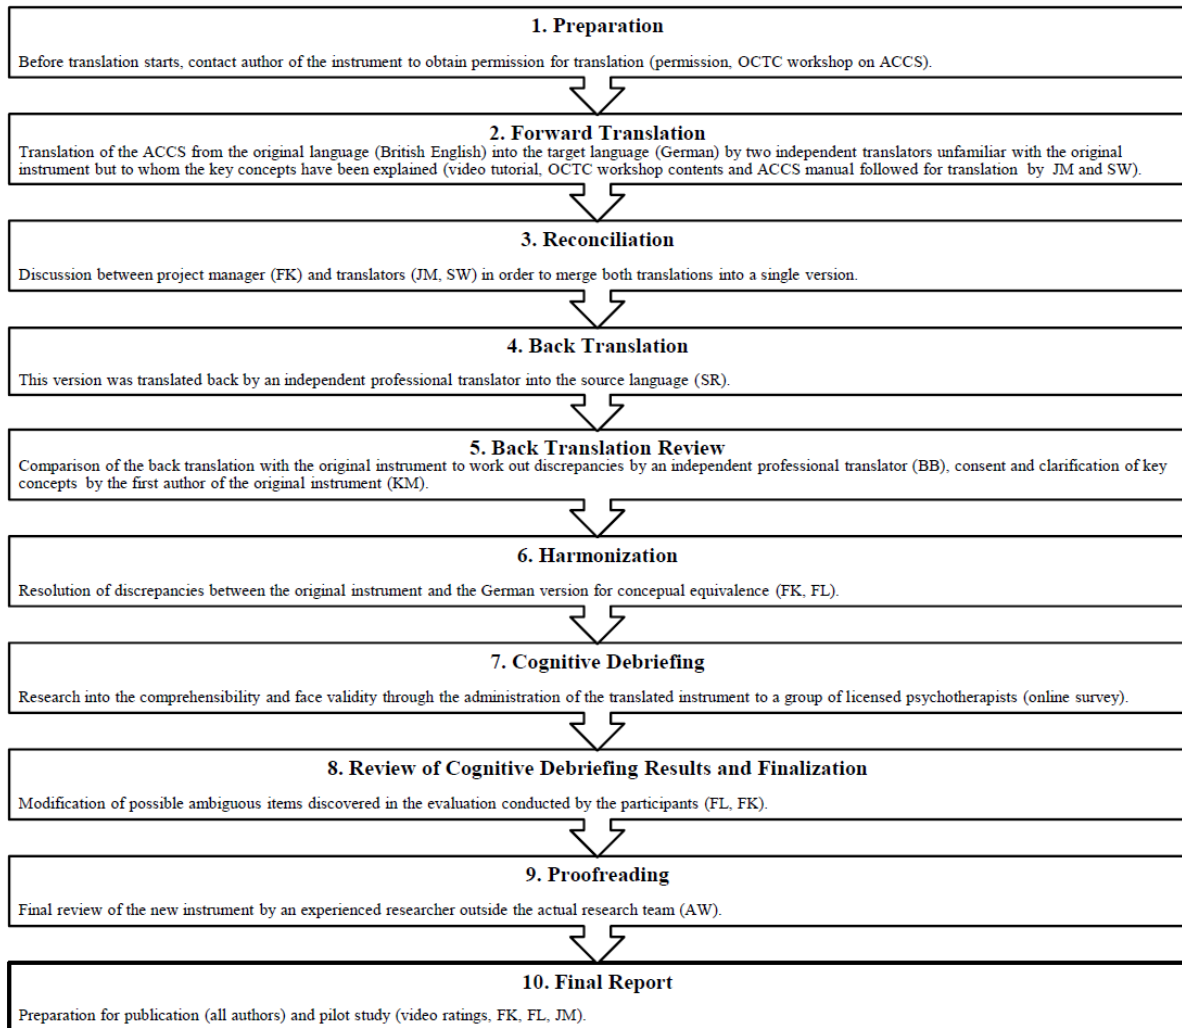 1. Preparation
Before translation starts, contact author of the instrument to obtain permission for translation (permission, OCTC workshop on ACCS).
2. Forward Translation
Translation of the ACCS from the original language (British English) into the target language (German) by two independent translators unfamiliar with the original
instrument but to whom the key concepts have been explained (video tutorial, OCTC workshop contents and ACCS manual followed for translation by JM and SW).
3. Reconciliation
Discussion between project manager (FK) and translators (JM, SW) in order to merge both translations into a single version.
4. Back Translation
This version was translated back by an independent professional translator into the source language (SR).
5. Back Translation Review
Comparison of the back translation with the original instrument to work out discrepancies by an independent professional translator (BB), consent and clarification of key
concepts by the first author of the original instrument (KM).
6. Harmonization
Resolution of discrepancies between the original instrument and the German version for concepual equivalence (FK, FL).
7. Cognitive Debriefing
Research into the comprehensibility and face validity through the administration of the translated instrument to a group of licensed psychotherapists (online survey).
8. Review of Cognitive Debriefing Results and Finalization
Modification of possible ambiguous items discovered in the evaluation conducted by the participants (FL, FK).
9. Proofreading
Final review of the new instrument by an experienced researcher outside the actual research team (AW).
10. Final Report
Preparation for publication (all authors) and pilot study (video ratings, FK, FL, JM).